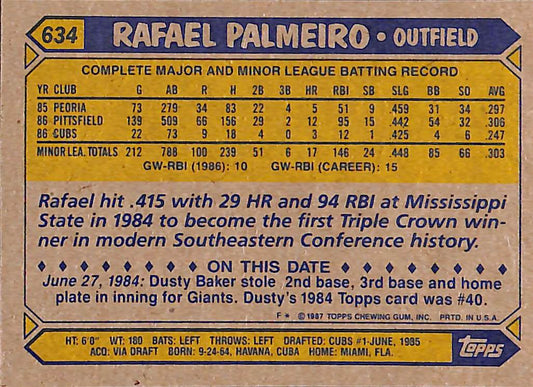 634 RAFAEL PALMEIRO • OUTFIELD
COMPLETE MAJOR AND MINOR LEAGUE BATTING RECORD
YR CLUB G AB R H 2B 3B HR RBI SB SLG BB SO AVG
85 PEORIA 73 279 34 83 22 4 5 51 9 .459 31 34 .297
86 PITTSFIELD 139 509 66 156 29 2 12 95 15 .442 54 32 .306
86 CUBS 22 73 9 18 4 0 3 12 1 .425 4 6 .247
MINOR LEA. TOTALS 212 788 100 239 51 6 17 146 24 .448 85 66 .303
GW-RBI (1986): 10 GW-RBI (CAREER): 15
Rafael hit .415 with 29 HR and 94 RBI at Mississippi
State in 1984 to become the first Triple Crown win-
ner in modern Southeastern Conference history.
♦ ♦ ♦ ♦ ♦ ♦ ♦ ON THIS DATE ♦ ♦ ♦ ♦ ♦ ♦ ♦
June 27, 1984: Dusty Baker stole 2nd base, 3rd base and home
plate in inning for Giants. Dusty's 1984 Topps card was #40.
F * © 1987 TOPPS CHEWING GUM, INC. PRTD. IN U.S.A.
HT: 6'0" WT: 180 BATS: LEFT THROWS: LEFT DRAFTED: CUBS #1-JUNE, 1985
ACQ: VIA DRAFT BORN: 9-24-64, HAVANA, CUBA HOME: MIAMI, FLA.
topps